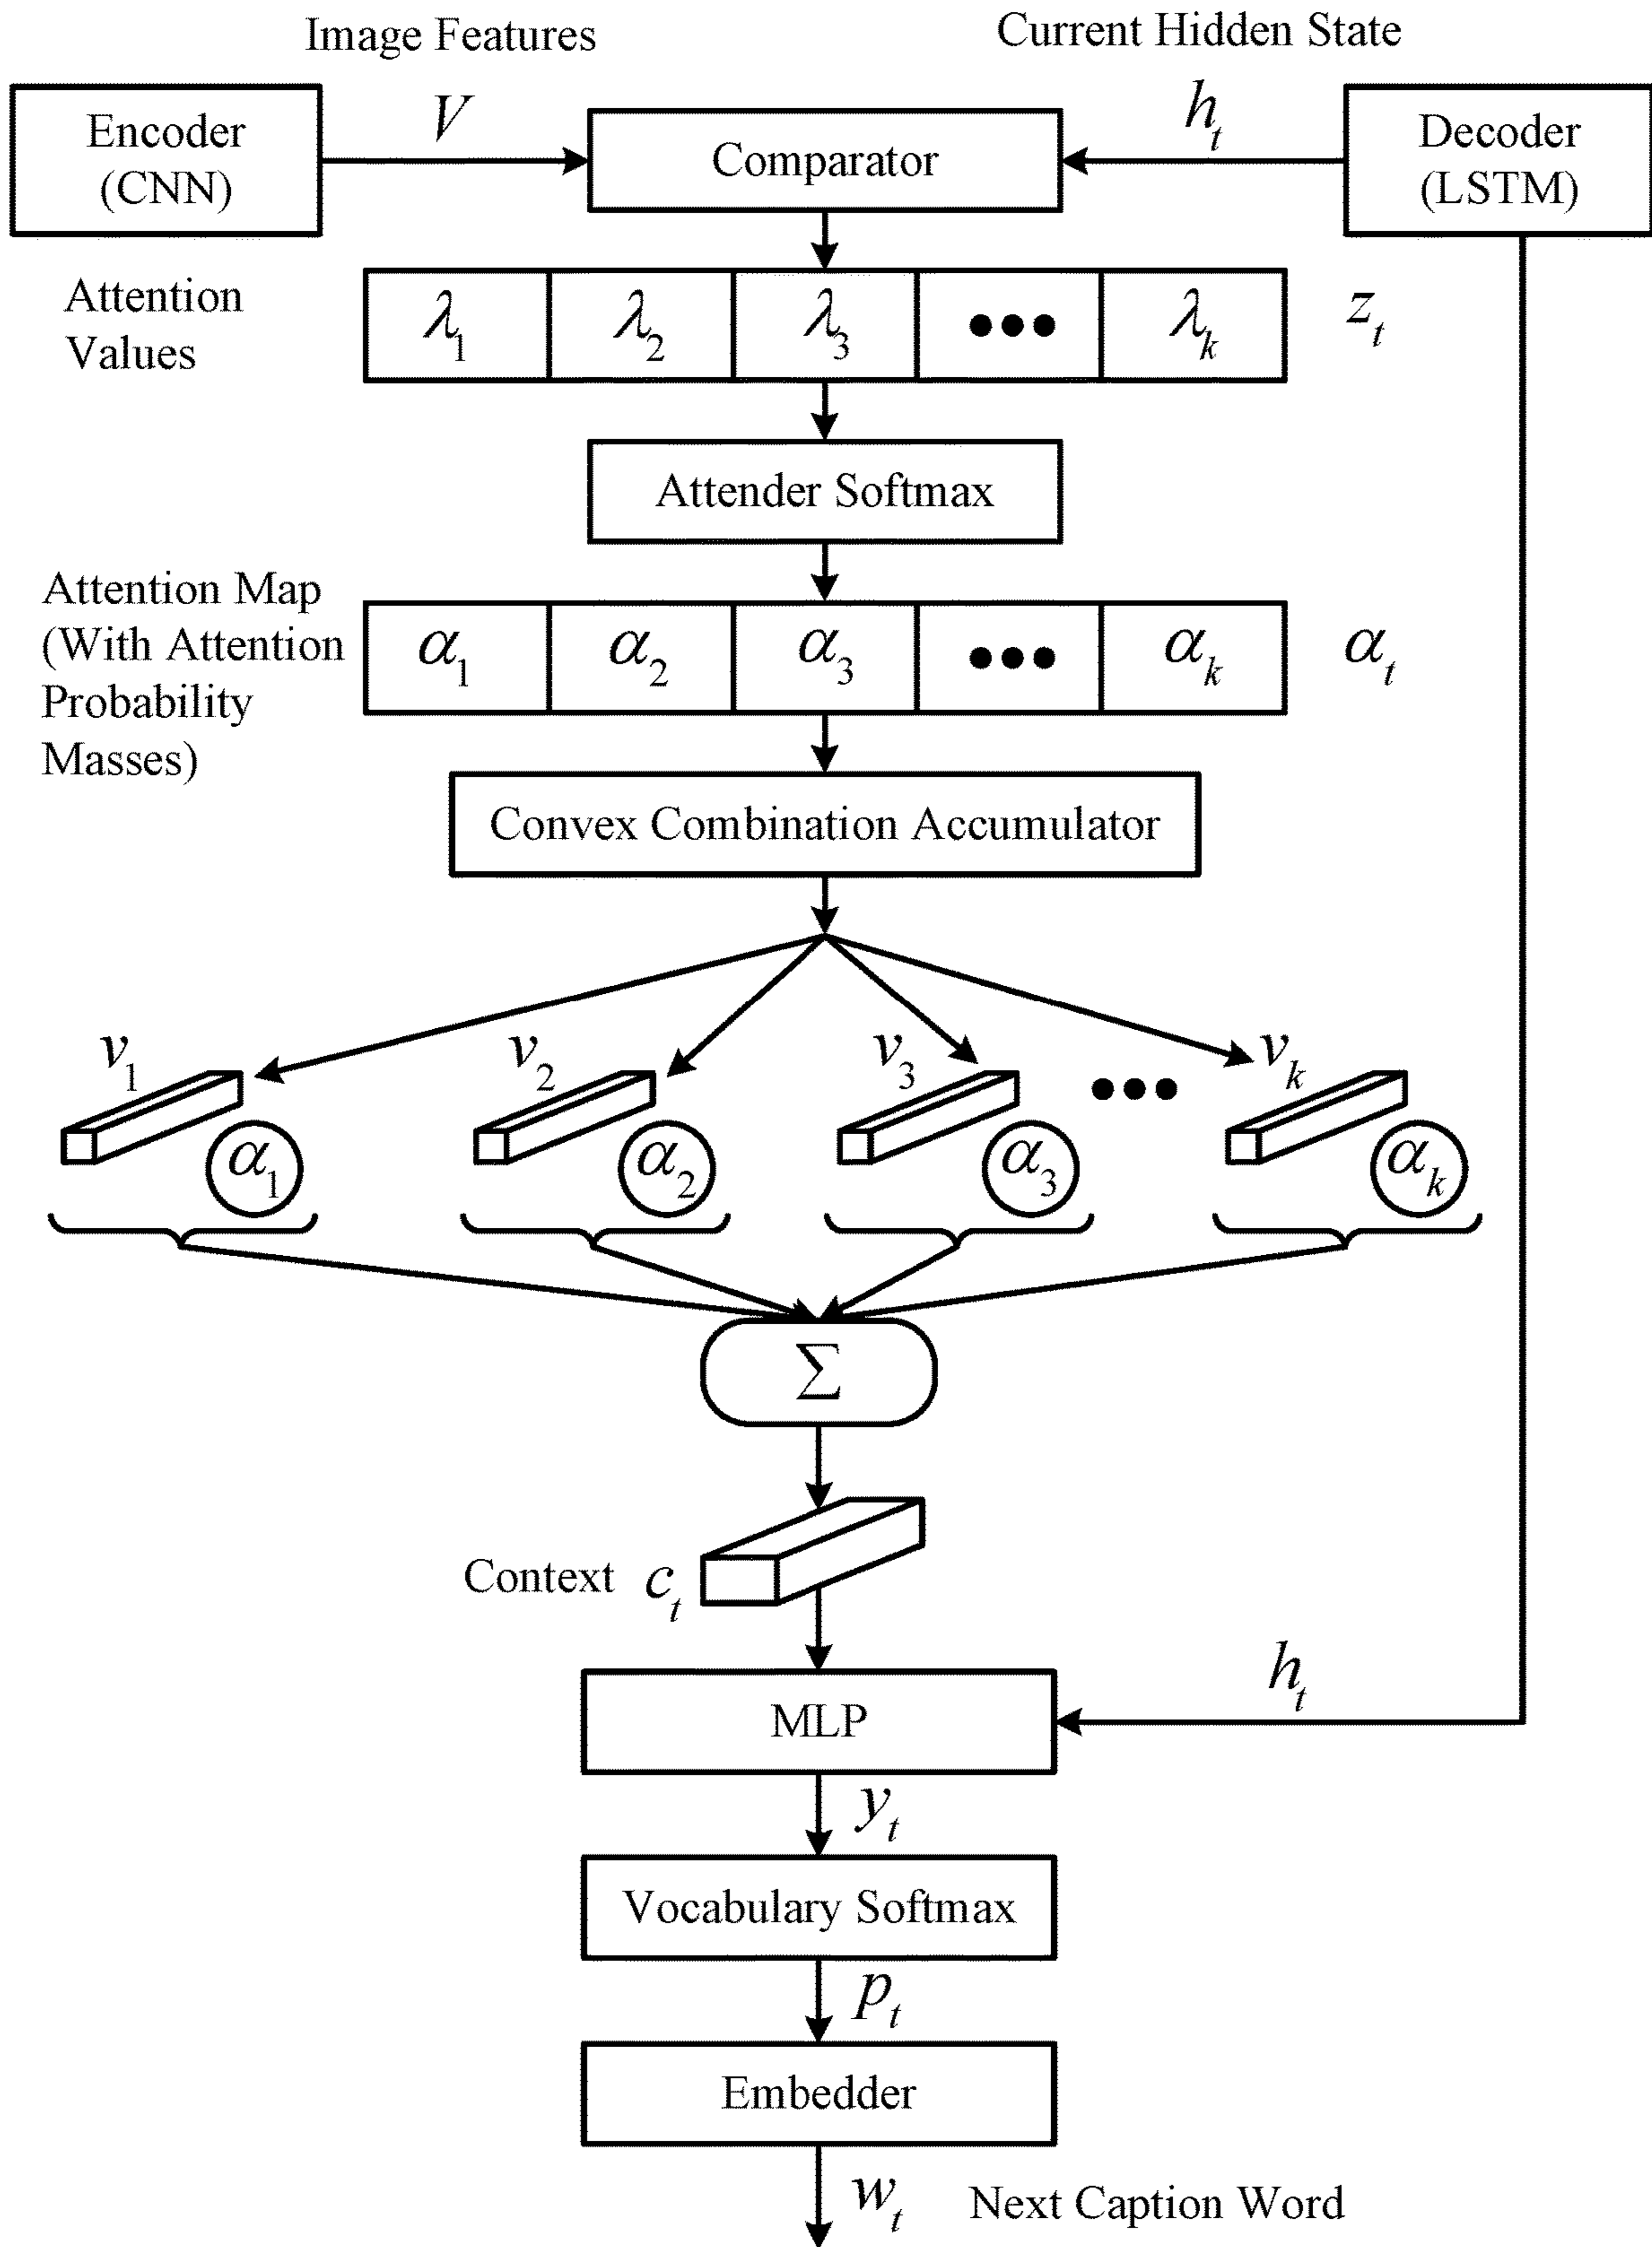 Image Features
Current Hidden State
Encoder
(CNN)
V
Comparator
h_t
Decoder
(LSTM)
Attention
Values
λ_1 λ_2 λ_3 ••• λ_k z_t
Attender Softmax
Attention Map
(With Attention
Probability
Masses)
α_1 α_2 α_3 ••• α_k α_t
Convex Combination Accumulator
v_1 v_2 v_3 ••• v_k
α_1 α_2 α_3 α_k
Σ
Context c_t
MLP
h_t
y_t
Vocabulary Softmax
p_t
Embedder
w_t Next Caption Word